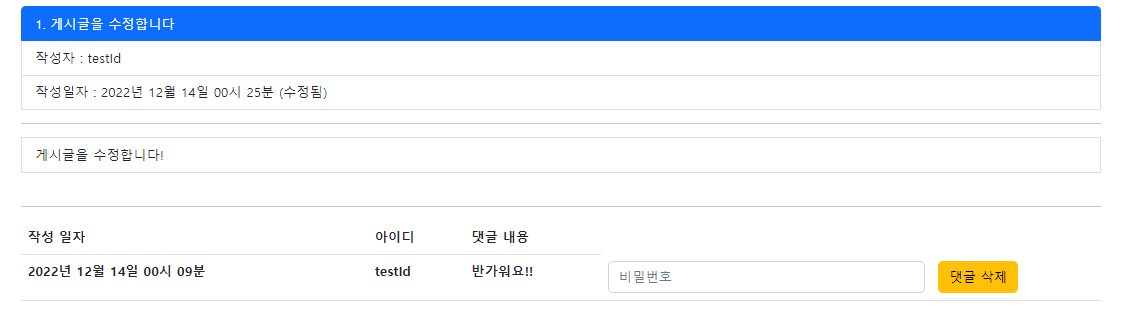 1. 게시글을 수정합니다
작성자 : testId
작성일자 : 2022년 12월 14일 00시 25분 (수정됨)
게시글을 수정합니다!
작성 일자 아이디 댓글 내용
2022년 12월 14일 00시 09분 testId 반가워요!! 비밀번호 댓글 삭제